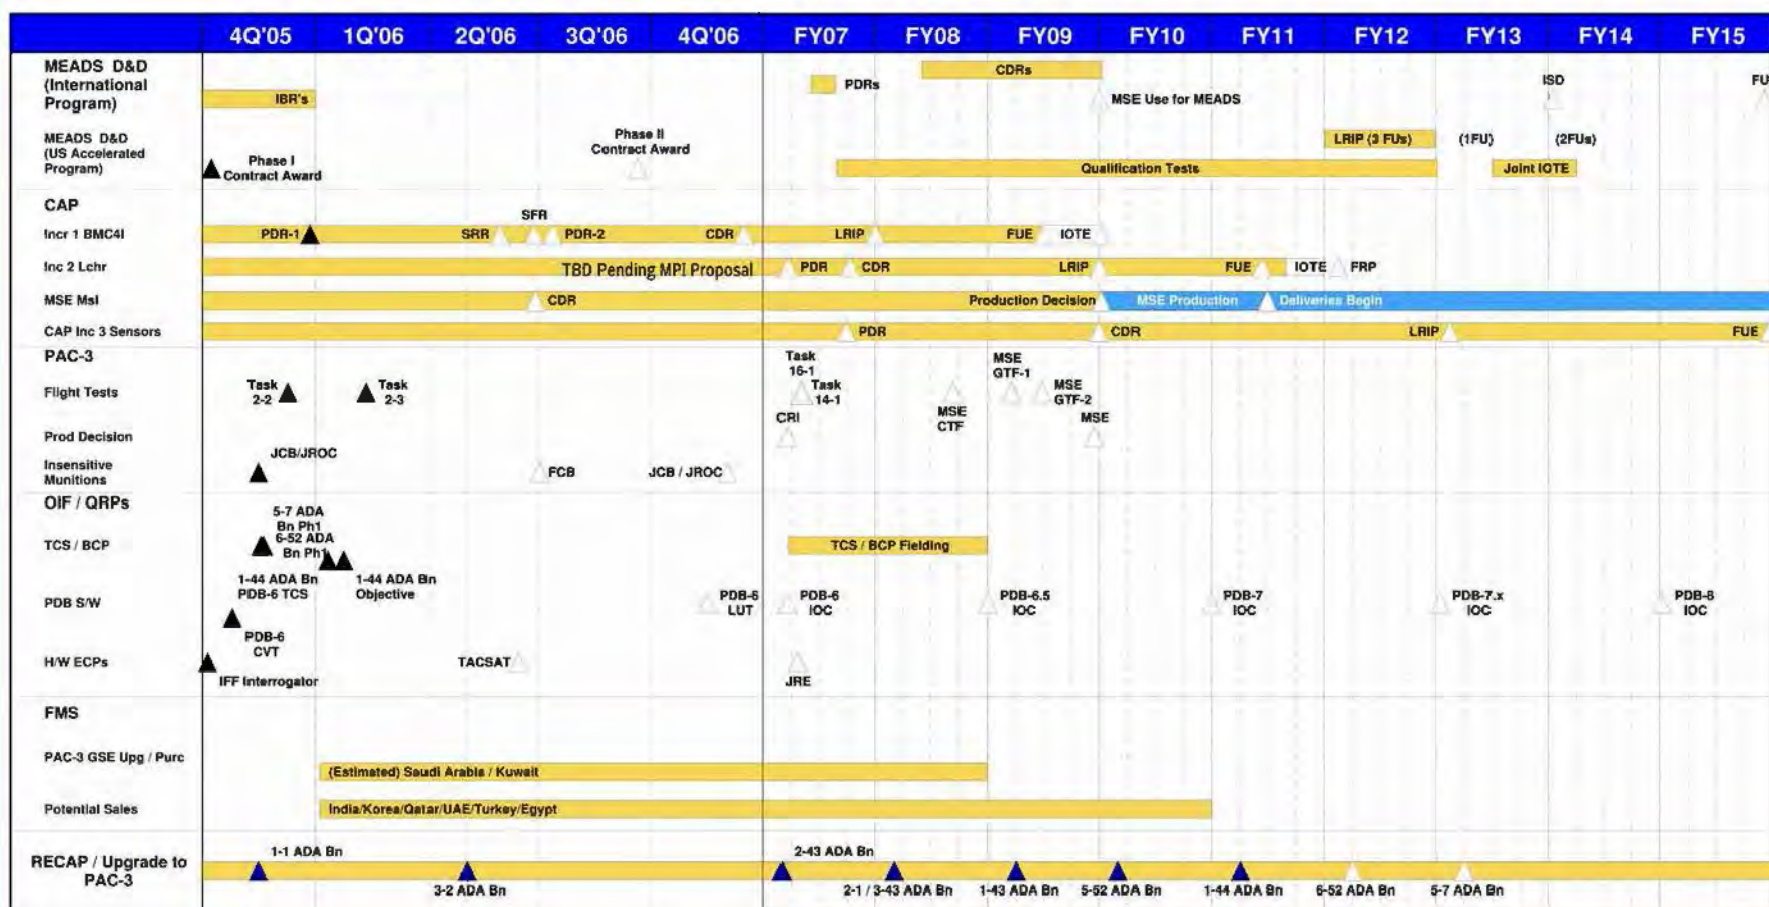 4Q'05 1Q'06 2Q'06 3Q'06 4Q'06 FY07 FY08 FY09 FY10 FY11 FY12 FY13 FY14 FY15
MEADS D&D
(International
Program)
IBR's
PDRs
CDRs
MSE Use for MEADS
ISD
FU
MEADS D&D
(US Accelerated
Program)
Phase I
Contract Award
Phase II
Contract Award
LRIP (3 FUs) (1FU) (2FUs)
Qualification Tests
Joint IOTE
CAP
SFR
Incr 1 BMC4I PDR-1 SRR PDR-2 CDR LRIP FUE IOTE
Inc 2 Lchr TBD Pending MPI Proposal PDR CDR LRIP FUE IOTE FRP
MSE Msl CDR Production Decision MSE Production Deliveries Begin
CAP Inc 3 Sensors PDR CDR LRIP FUE
PAC-3
Flight Tests
Task
2-2
Task
2-3
Task
16-1
Task
14-1
MSE
CTF
MSE
GTF-1
MSE
GTF-2
Prod Decision CRI MSE
Insensitive
Munitions
JCB/JROC
FCB JCB / JROC
OIF / QRPs
TCS / BCP
5-7 ADA
Bn Ph1
6-52 ADA
Bn Ph1
TCS / BCP Fielding
1-44 ADA Bn
PDB-6 TCS
1-44 ADA Bn
Objective
PDB S/W
PDB-6
CVT
PDB-6
LUT
PDB-6
IOC
PDB-6.5
IOC
PDB-7
IOC
PDB-7.x
IOC
PDB-8
IOC
H/W ECPs
IFF Interrogator
TACSAT
JRE
FMS
PAC-3 GSE Upg / Purc
(Estimated) Saudi Arabia / Kuwait
Potential Sales India/Korea/Qatar/UAE/Turkey/Egypt
RECAP / Upgrade to
PAC-3
1-1 ADA Bn
3-2 ADA Bn
2-43 ADA Bn
2-1 / 3-43 ADA Bn 1-43 ADA Bn 5-52 ADA Bn 1-44 ADA Bn 6-52 ADA Bn 5-7 ADA Bn